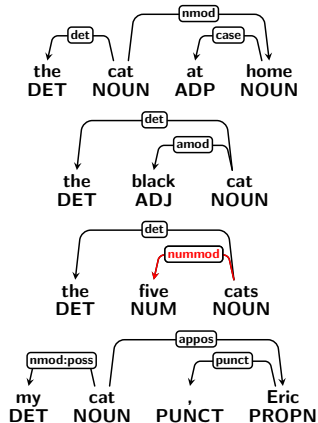 nmod
det case
the cat at home
DET NOUN ADP NOUN
det
amod
the black cat
DET ADJ NOUN
det
nummod
the five cats
DET NUM NOUN
appos
nmod:poss punct
my cat , Eric
DET NOUN PUNCT PROPN